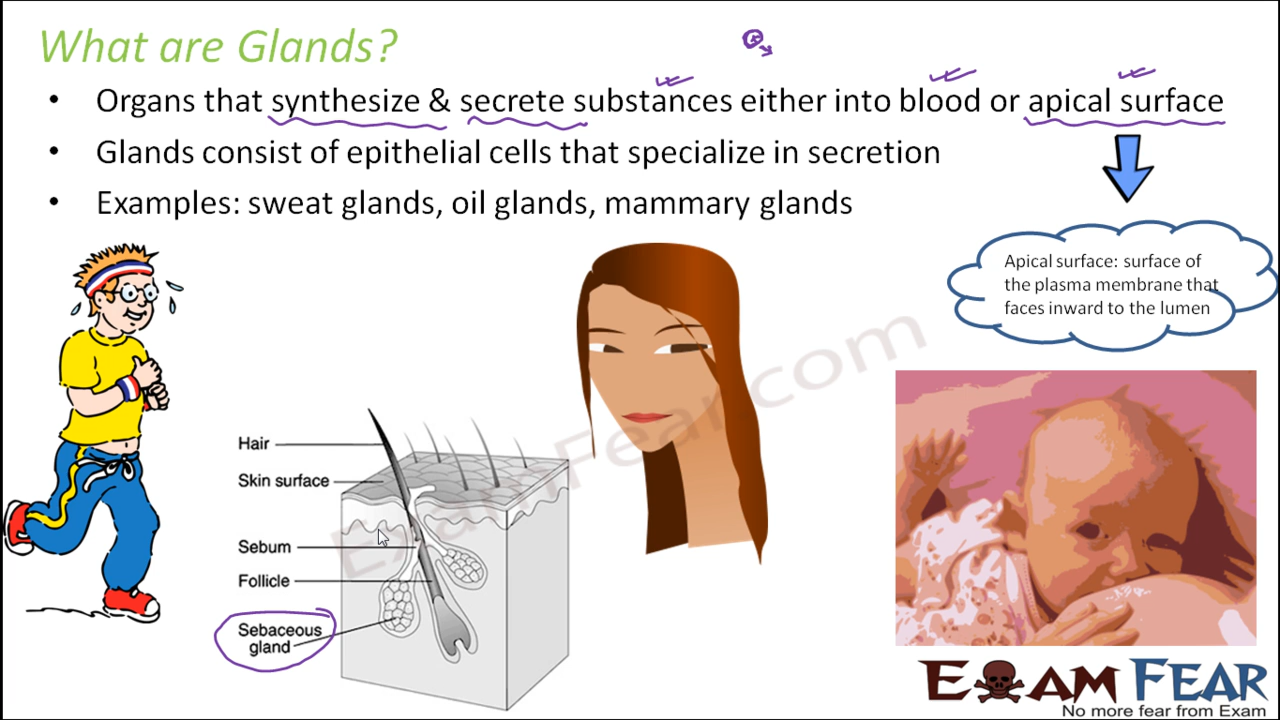 What are Glands?
• Organs that synthesize & secrete substances either into blood or apical surface
• Glands consist of epithelial cells that specialize in secretion
• Examples: sweat glands, oil glands, mammary glands
Apical surface: surface of
the plasma membrane that
faces inward to the lumen
Hair
Skin surface
Sebum
Follicle
Sebaceous
gland
ExamFear.com
EXAM FEAR
No more fear from Exam